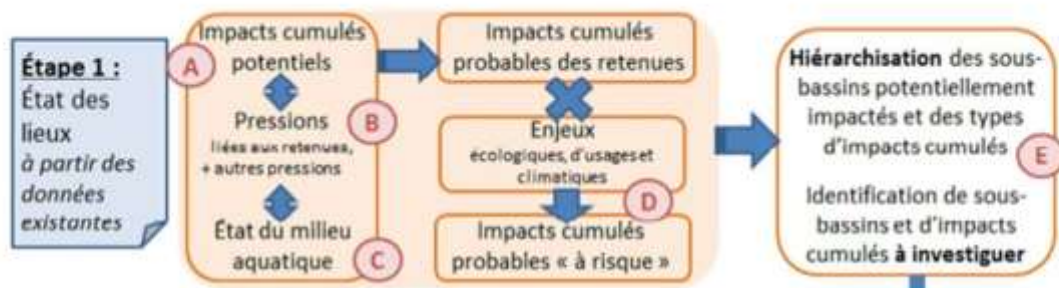 Étape 1 :
État des
lieux
à partir des
données
existantes
A
Impacts cumulés
potentiels
B
Pressions
liées aux retenues,
+ autres pressions
État du milieu
aquatique
C
Impacts cumulés
probables des retenues
Enjeux
écologiques, d'usages et
climatiques
D
Impacts cumulés
probables « à risque »
Hiérarchisation des sous-
bassins potentiellement
impactés et des types
d'impacts cumulés
E
Identification de sous-
bassins et d'impacts
cumulés à investiguer